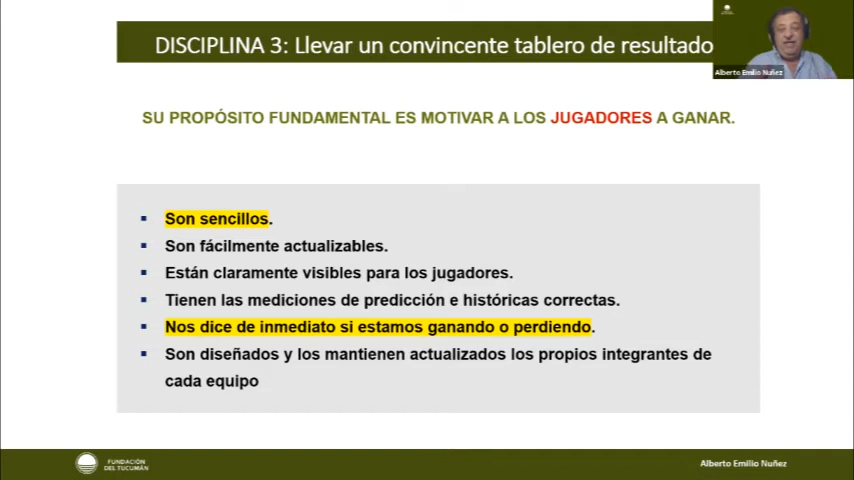 DISCIPLINA 3: Llevar un convincente tablero de resultado
Alberto Emilio Nuñez
SU PROPÓSITO FUNDAMENTAL ES MOTIVAR A LOS JUGADORES A GANAR.
▪ Son sencillos.
▪ Son fácilmente actualizables.
▪ Están claramente visibles para los jugadores.
▪ Tienen las mediciones de predicción e históricas correctas.
▪ Nos dice de inmediato si estamos ganando o perdiendo.
▪ Son diseñados y los mantienen actualizados los propios integrantes de
cada equipo
FUNDACIÓN
DEL TUCUMÁN
Alberto Emilio Nuñez